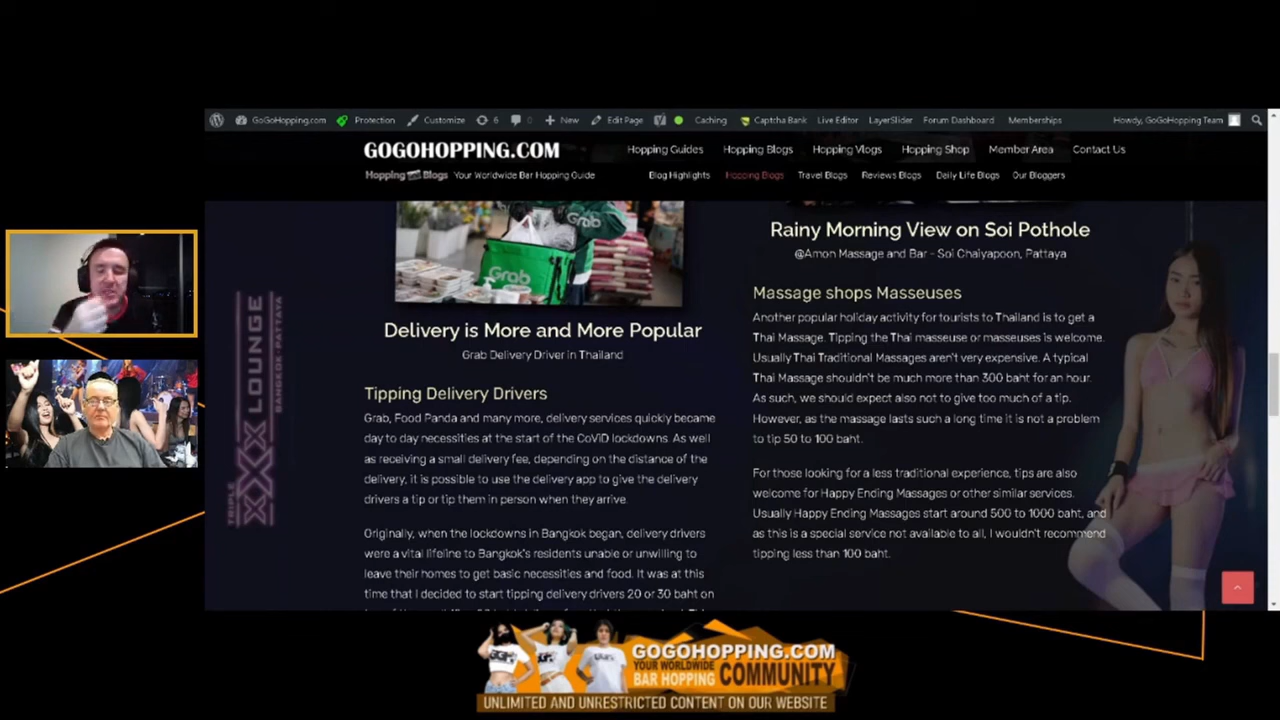 GoGoHopping.com Protection Customize 6 0 New Edit Page Caching Captcha Bank Live Editor LayerSlider Forum Dashboard Memberships Howdy, GoGoHopping Team
GOGOHOPPING.COM Hopping Guides Hopping Blogs Hopping Vlogs Hopping Shop Member Area Contact Us
Hopping Blogs Your Worldwide Bar Hopping Guide Blog Highlights Hopping Blogs Travel Blogs Reviews Blogs Daily Life Blogs Our Bloggers
Grab
Grab
Delivery is More and More Popular
Grab Delivery Driver in Thailand
Tipping Delivery Drivers
Grab, Food Panda and many more, delivery services quickly became
day to day necessities at the start of the CoViD lockdowns. As well
as receiving a small delivery fee, depending on the distance of the
delivery, it is possible to use the delivery app to give the delivery
drivers a tip or tip them in person when they arrive.
Originally, when the lockdowns in Bangkok began, delivery drivers
were a vital lifeline to Bangkok's residents unable or unwilling to
leave their homes to get basic necessities and food. It was at this
time that I decided to start tipping delivery drivers 20 or 30 baht on
Rainy Morning View on Soi Pothole
@Amon Massage and Bar - Soi Chaiyapoon, Pattaya
Massage shops Masseuses
Another popular holiday activity for tourists to Thailand is to get a
Thai Massage. Tipping the Thai masseur or masseuses is welcome.
Usually Thai Traditional Massages aren't very expensive. A typical
Thai Massage shouldn't be much more than 300 baht for an hour.
As such, we should expect also not to give too much of a tip.
However, as the massage lasts such a long time it is not a problem
to tip 50 to 100 baht.
For those looking for a less traditional experience, tips are also
welcome for Happy Ending Massages or other similar services.
Usually Happy Ending Massages start around 500 to 1000 baht, and
as this is a special service not available to all, I wouldn't recommend
tipping less than 100 baht.
TRIPLE XXX LOUNGE
BANGKOK · PATTAYA
GOGOHOPPING.COM
YOUR WORLDWIDE
BAR HOPPING COMMUNITY
UNLIMITED AND UNRESTRICTED CONTENT ON OUR WEBSITE